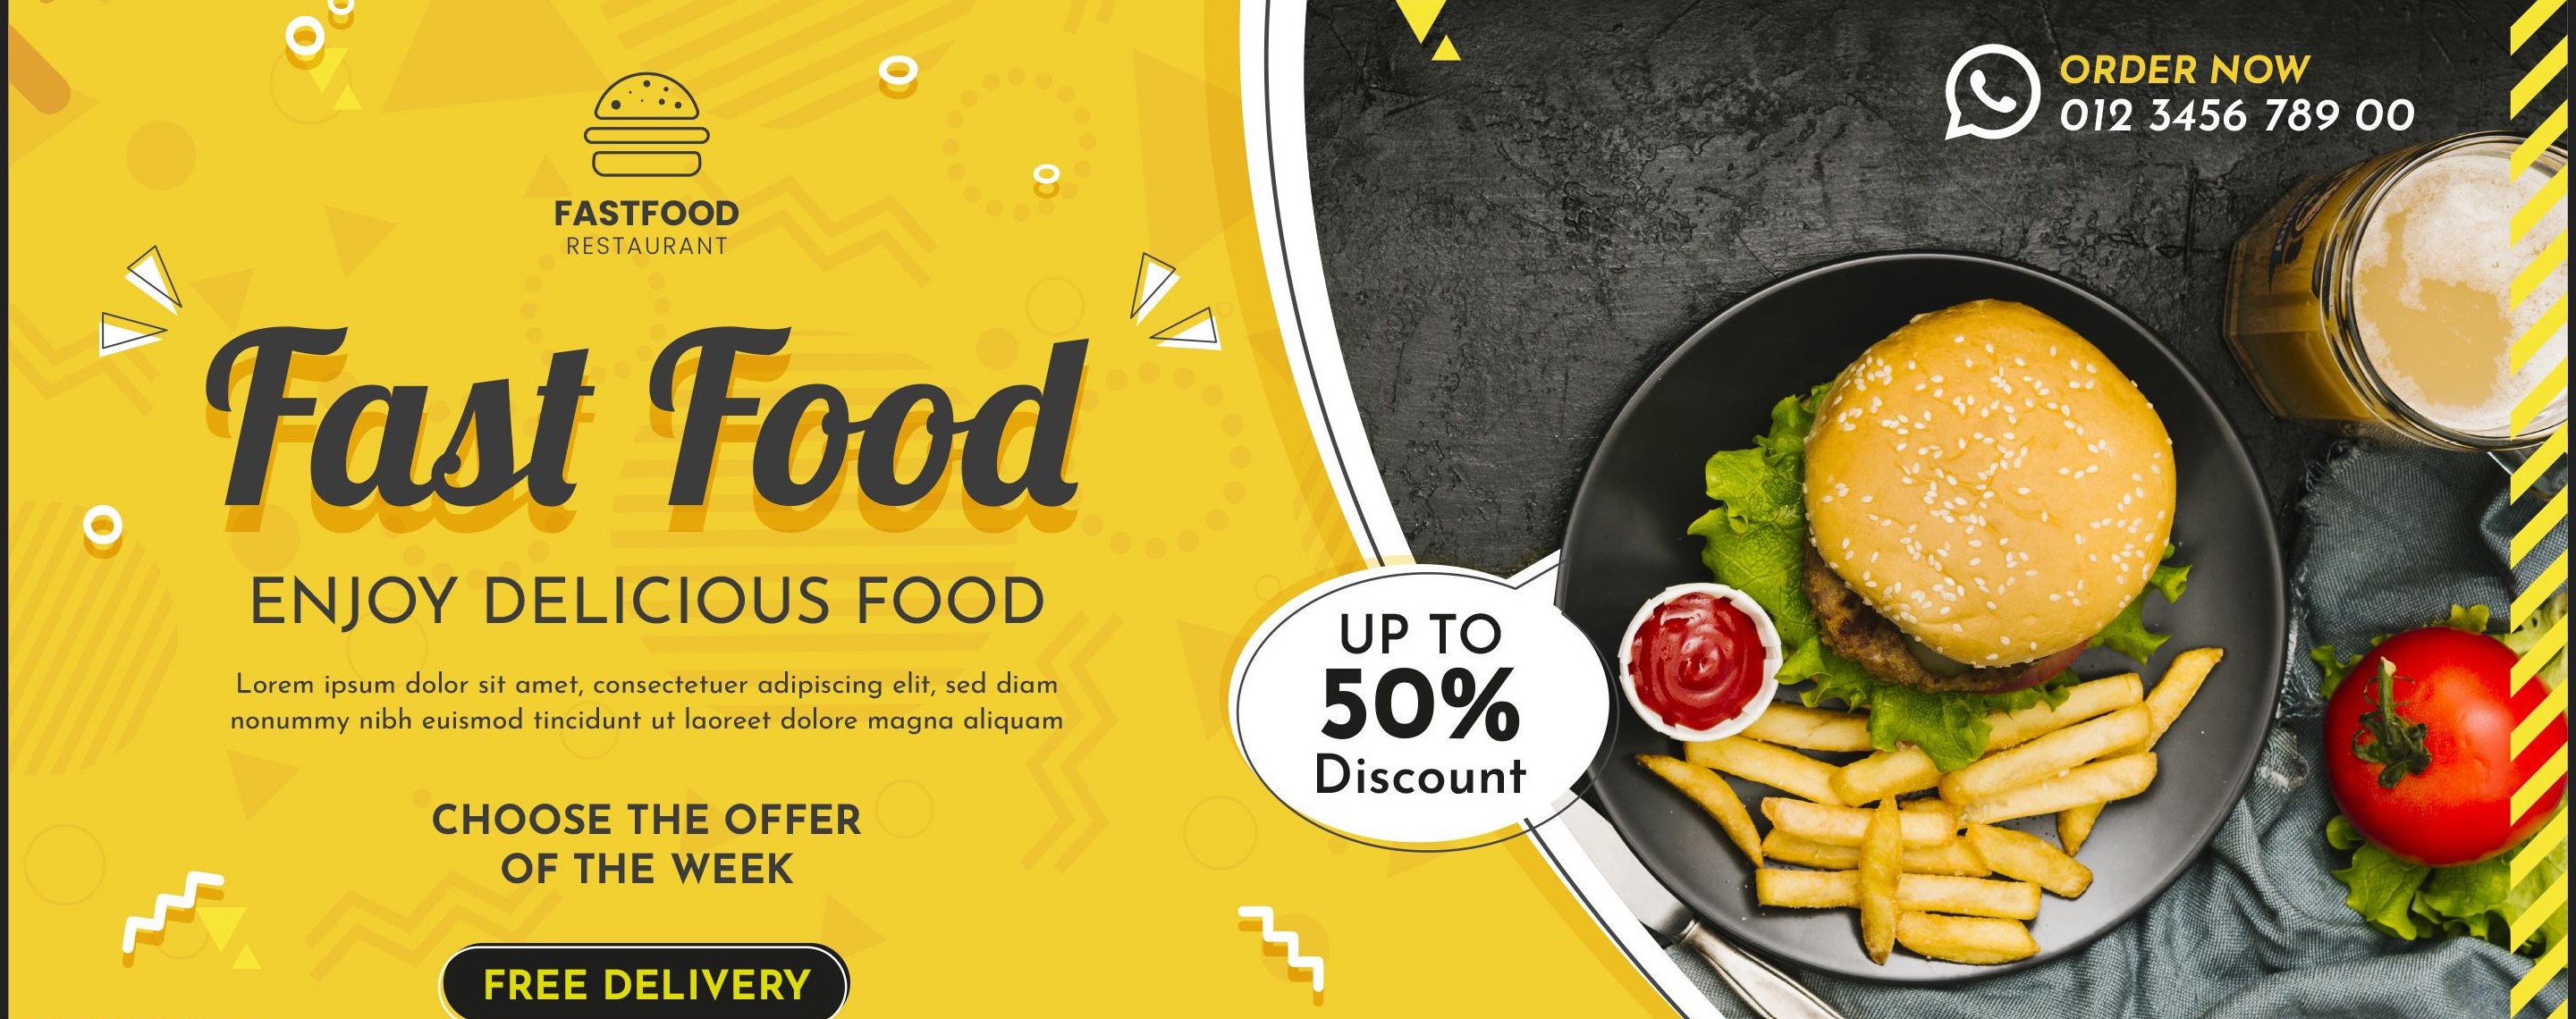 FASTFOOD
RESTAURANT
Fast Food
ENJOY DELICIOUS FOOD
Lorem ipsum dolor sit amet, consectetuer adipiscing elit, sed diam
nonummy nibh euismod tincidunt ut laoreet dolore magna aliquam
CHOOSE THE OFFER
OF THE WEEK
FREE DELIVERY
UP TO
50%
Discount
ORDER NOW
012 3456 789 00